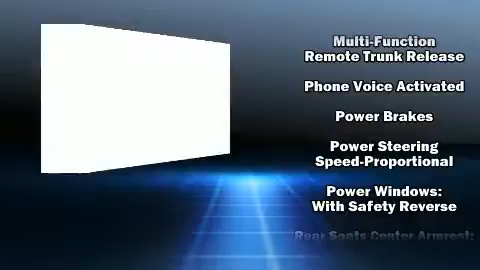 Multi-Function
Remote Trunk Release
Phone Voice Activated
Power Brakes
Power Steering
Speed-Proportional
Power Windows:
With Safety Reverse
Rear Seats Center Armrest: